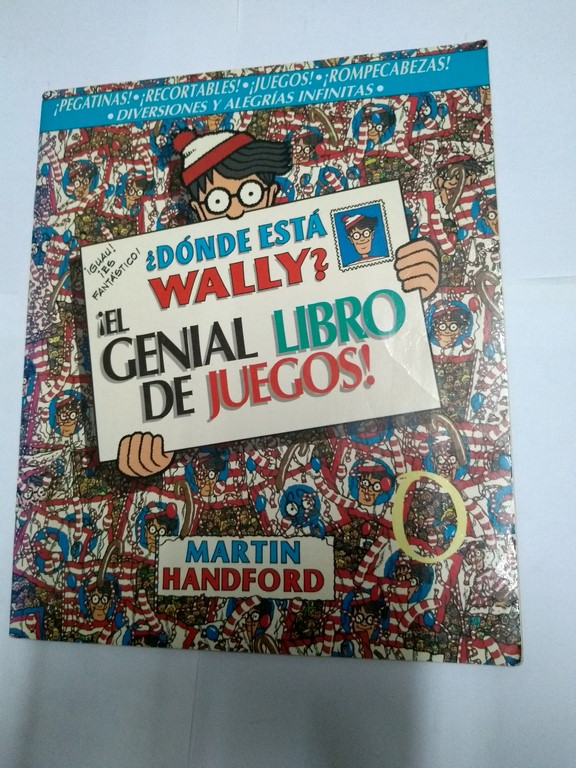 ¡PEGATINAS! • ¡RECORTABLES! • ¡JUEGOS! • ¡ROMPECABEZAS!
• DIVERSIONES Y ALEGRÍAS INFINITAS •
¡GUAU!
¡ES
FANTÁSTICO!
¿DÓNDE ESTÁ
WALLY?
¡EL
GENIAL LIBRO
DE JUEGOS!
MARTIN
HANDFORD